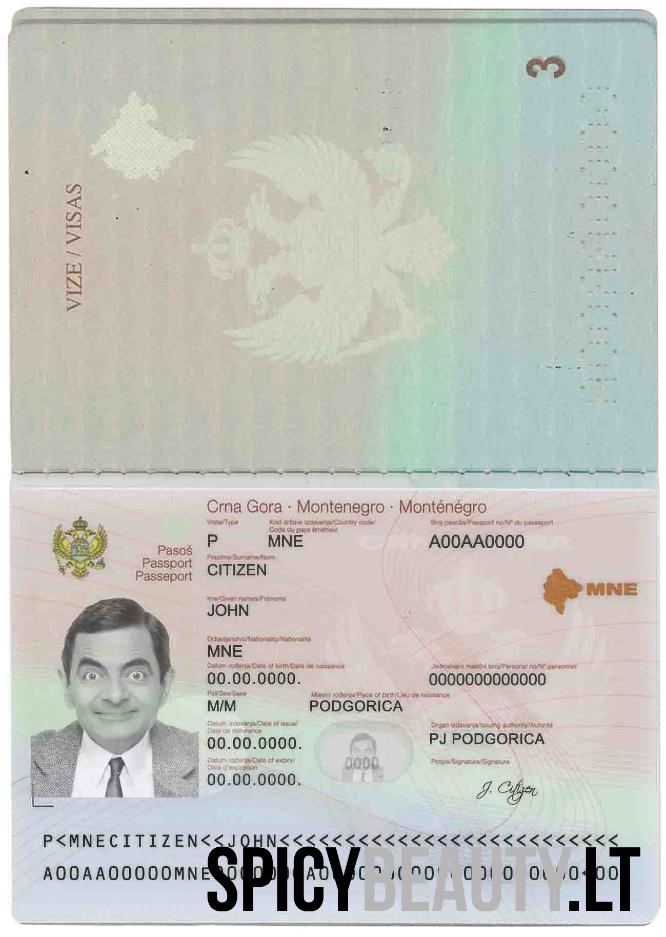 3
VIZE / VISAS
Crna Gora · Montenegro · Monténégro
Pasoš
Passport
Passeport
Vrsta/Type
P
Kod države izdavanja/Country code/
Code du pays émetteur
MNE
Broj pasoša/Passport no/N° du passeport
A00AA0000
Prezime/Surname/Nom
CITIZEN
MNE
Ime/Given names/Prénoms
JOHN
Državljanstvo/Nationality/Nationalité
MNE
Datum rođenja/Date of birth/Date de naissance
00.00.0000.
Jedinstveni matični broj/Personal no/N° personnel
0000000000000
Pol/Sex/Sexe
M/M
Mjesto rođenja/Place of birth/Lieu de naissance
PODGORICA
Datum izdavanja/Date of issue/
Date de délivrance
00.00.0000.
Organ izdavanja/Issuing authority/Autorité
PJ PODGORICA
Datum važenja/Date of expiry/
Date d'expiration
00.00.0000.
0000
Potpis/Signature/Signature
J. Citizen
P<MNECITIZEN<<JOHN<<<<<<<<<<<<<<<<<<<<<<<<<<
A00AA00000MNE
SPICYBEAUTY.LT